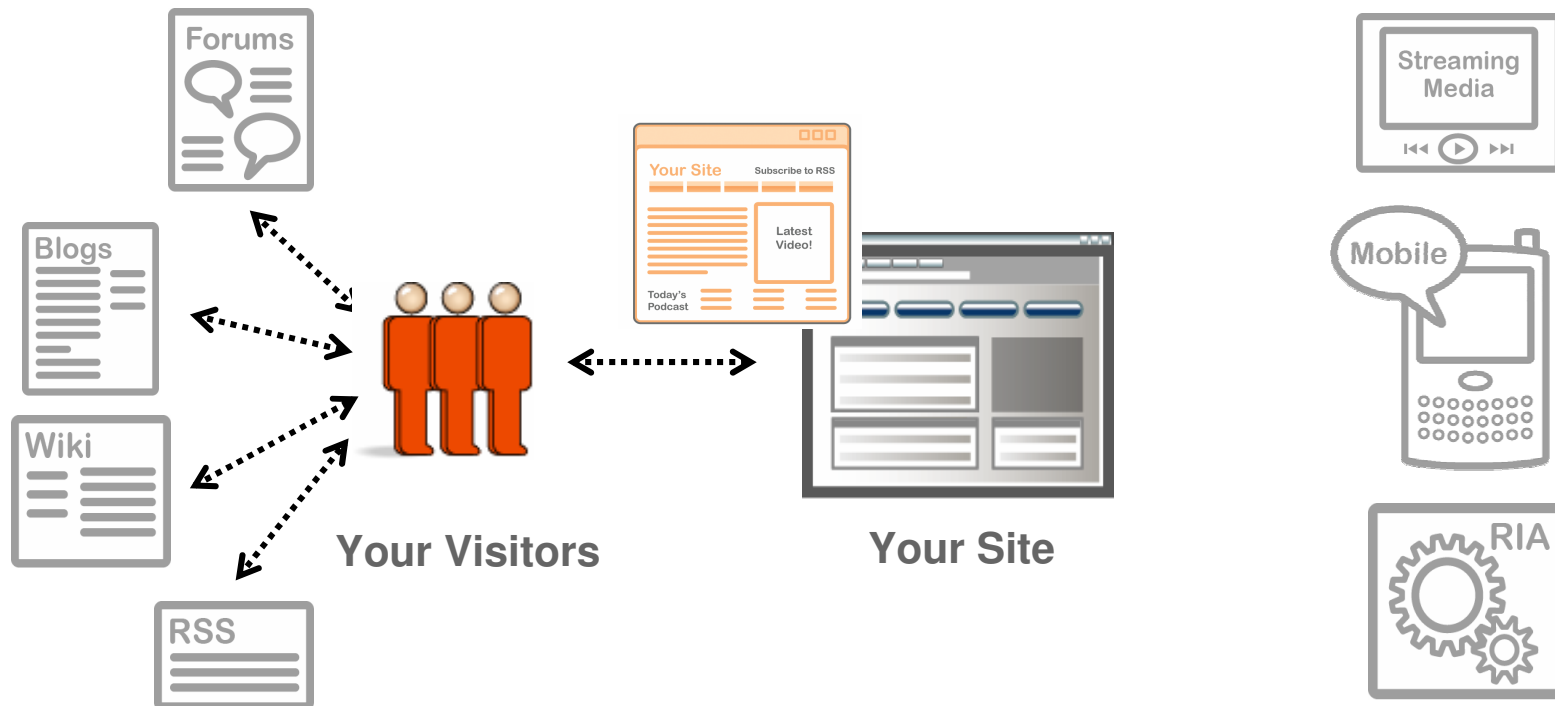 Forums
Blogs
Wiki
RSS
Your Visitors
Your Site
Subscribe to RSS
Latest
Video!
Today's
Podcast
Your Site
Streaming
Media
Mobile
RIA